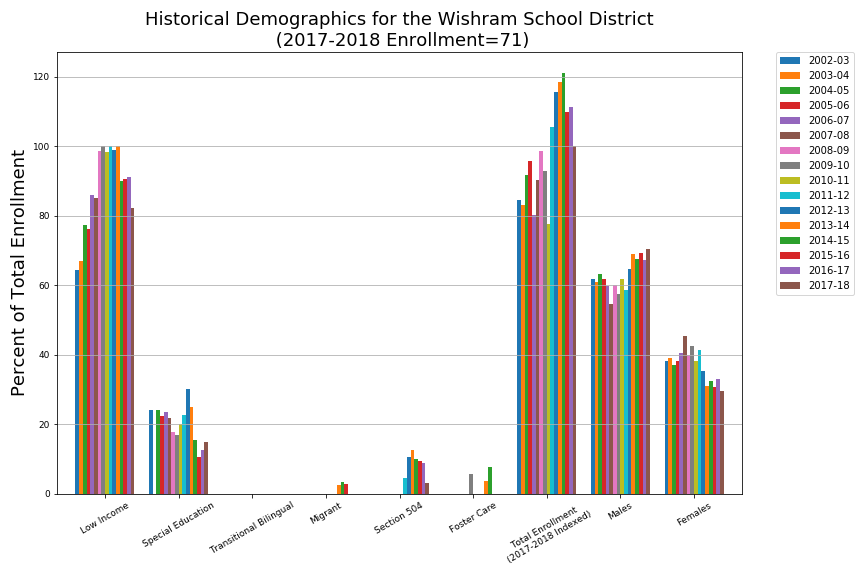 Historical Demographics for the Wishram School District
(2017-2018 Enrollment=71)
Percent of Total Enrollment
120
100
80
60
40
20
0
Low Income
Special Education
Transitional Bilingual
Migrant
Section 504
Foster Care
Total Enrollment
(2017-2018 Indexed)
Males
Females
2002-03
2003-04
2004-05
2005-06
2006-07
2007-08
2008-09
2009-10
2010-11
2011-12
2012-13
2013-14
2014-15
2015-16
2016-17
2017-18